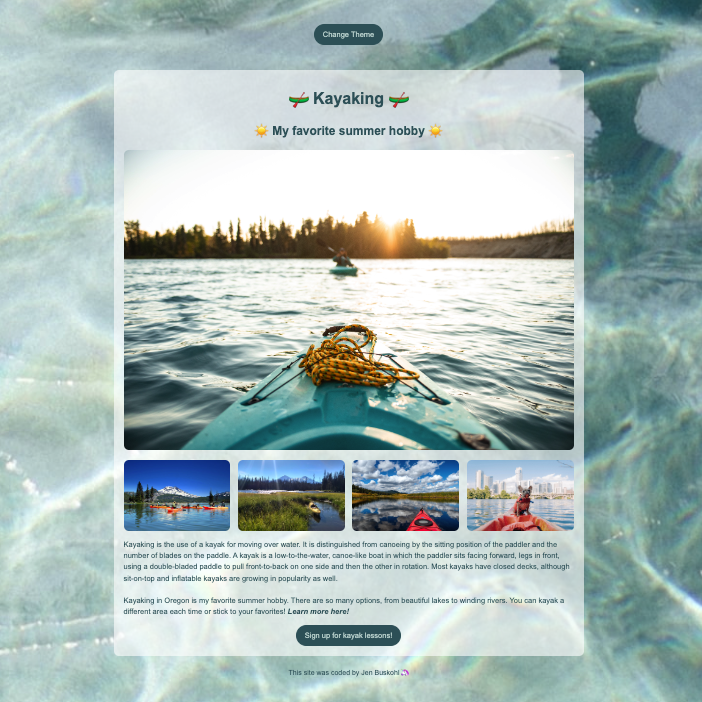 Change Theme
🛶 Kayaking 🛶
☀️ My favorite summer hobby ☀️
Kayaking is the use of a kayak for moving over water. It is distinguished from canoeing by the sitting position of the paddler and the
number of blades on the paddle. A kayak is a low-to-the-water, canoe-like boat in which the paddler sits facing forward, legs in front,
using a double-bladed paddle to pull front-to-back on one side and then the other in rotation. Most kayaks have closed decks, although
sit-on-top and inflatable kayaks are growing in popularity as well.
Kayaking in Oregon is my favorite summer hobby. There are so many options, from beautiful lakes to winding rivers. You can kayak a
different area each time or stick to your favorites! Learn more here!
Sign up for kayak lessons!
This site was coded by Jen Buskohl 🦄